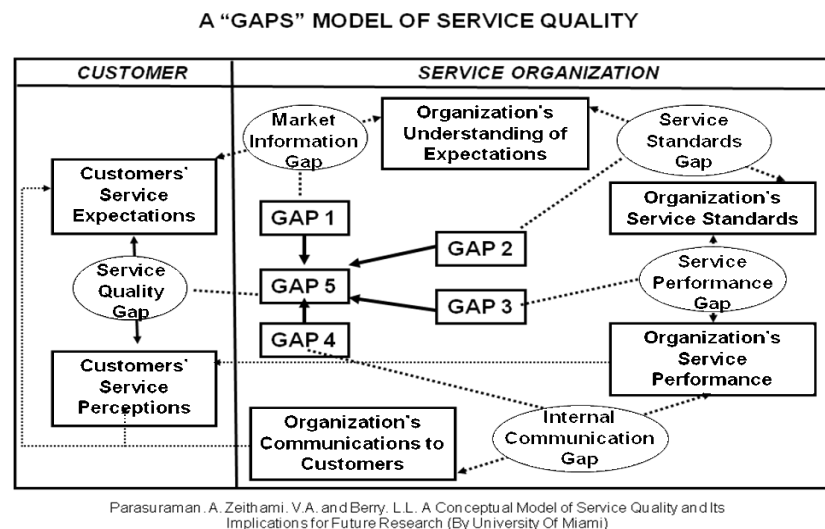 A “GAPS” MODEL OF SERVICE QUALITY
CUSTOMER
SERVICE ORGANIZATION
Market
Information
Gap
Organization's
Understanding of
Expectations
Service
Standards
Gap
Customers'
Service
Expectations
Organization's
Service Standards
GAP 1
GAP 2
Service
Quality
Gap
GAP 5
Service
Performance
Gap
GAP 3
GAP 4
Organization's
Service
Performance
Customers'
Service
Perceptions
Organization's
Communications to
Customers
Internal
Communication
Gap
Parasuraman. A. Zeithami. V.A. and Berry. L.L. A Conceptual Model of Service Quality and Its
Implications for Future Research (By University Of Miami)